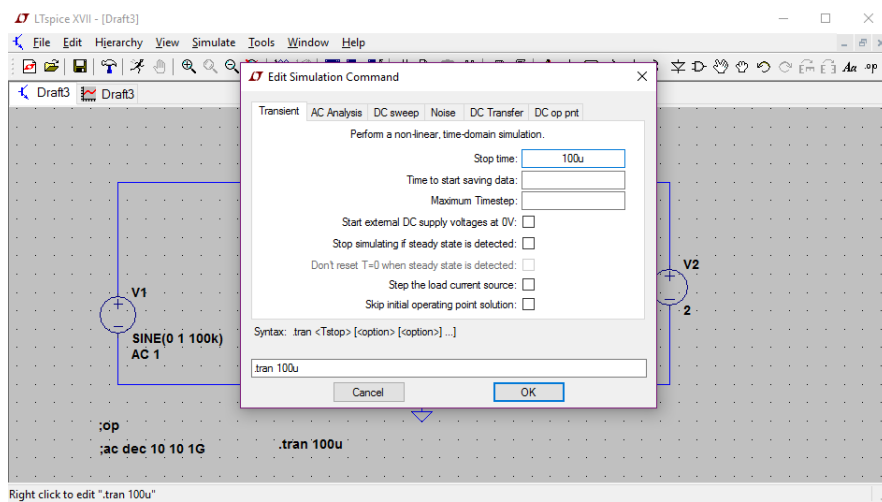 LTspice XVII - [Draft3]
File Edit Hierarchy View Simulate Tools Window Help
Aa .op
Draft3 Draft3
Edit Simulation Command
Transient AC Analysis DC sweep Noise DC Transfer DC op pnt
Perform a non-linear, time-domain simulation.
Stop time: 100u
Time to start saving data:
Maximum Timestep:
Start external DC supply voltages at 0V:
Stop simulating if steady state is detected:
Don't reset T=0 when steady state is detected:
Step the load current source:
Skip initial operating point solution:
Syntax: .tran <Tstop> [<option> [<option>] ...]
.tran 100u
Cancel OK
V1
SINE(0 1 100k)
AC 1
V2
2
;op
;ac dec 10 10 1G
.tran 100u
Right click to edit ".tran 100u"